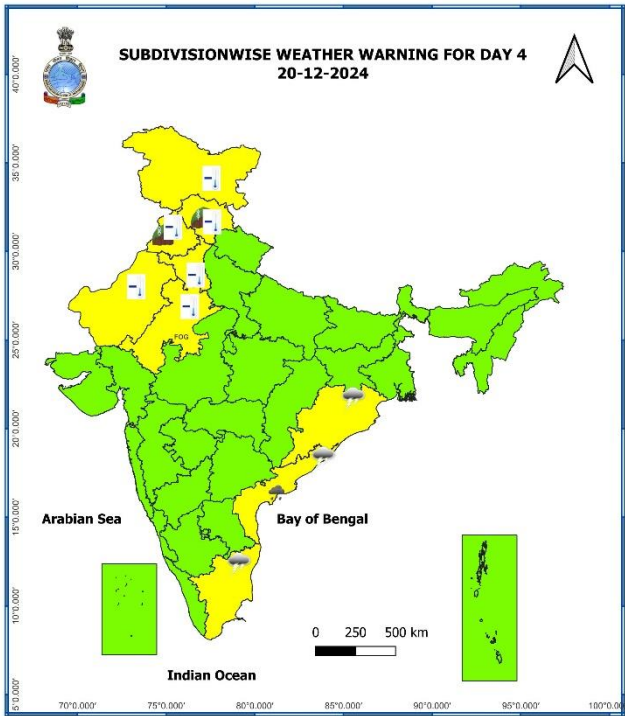 SUBDIVISIONWISE WEATHER WARNING FOR DAY 4
20-12-2024
40°0.000'
35°0.000'
30°0.000'
25°0.000'
20°0.000'
15°0.000'
10°0.000'
5°0.000'
FOG
Arabian Sea
Bay of Bengal
0 250 500 km
Indian Ocean
70°0.000' 75°0.000' 80°0.000' 85°0.000' 90°0.000' 95°0.000' 100°0.000'